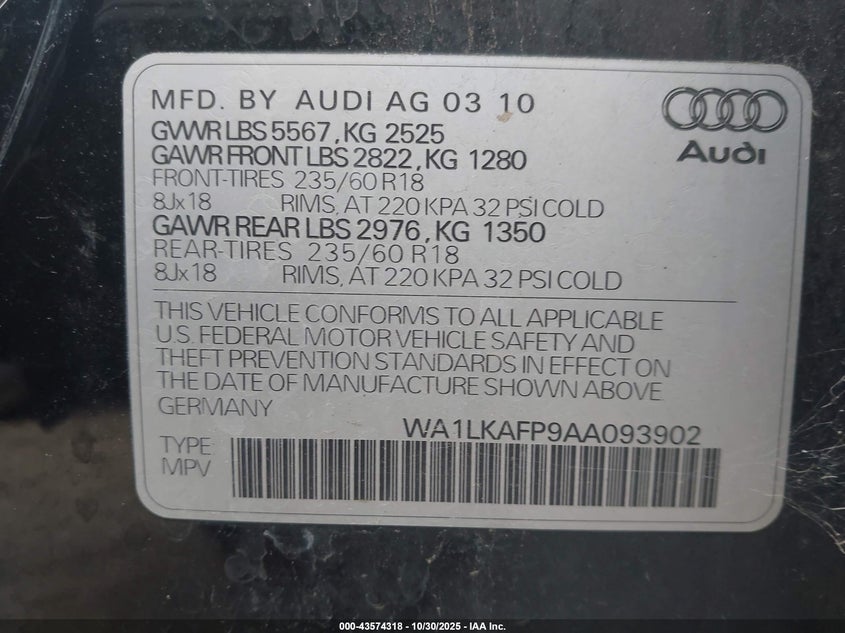 MFD. BY AUDI AG 03 10
Audi
GVWR LBS 5567, KG 2525
GAWR FRONT LBS 2822, KG 1280
FRONT-TIRES 235/60 R18
8Jx18 RIMS, AT 220 KPA 32 PSI COLD
GAWR REAR LBS 2976, KG 1350
REAR-TIRES 235/60 R18
8Jx18 RIMS, AT 220 KPA 32 PSI COLD
THIS VEHICLE CONFORMS TO ALL APPLICABLE
U.S. FEDERAL MOTOR VEHICLE SAFETY AND
THEFT PREVENTION STANDARDS IN EFFECT ON
THE DATE OF MANUFACTURE SHOWN ABOVE
GERMANY
WA1LKAFP9AA093902
TYPE:
MPV
000-43574318 - 10/30/2025 - IAA Inc.